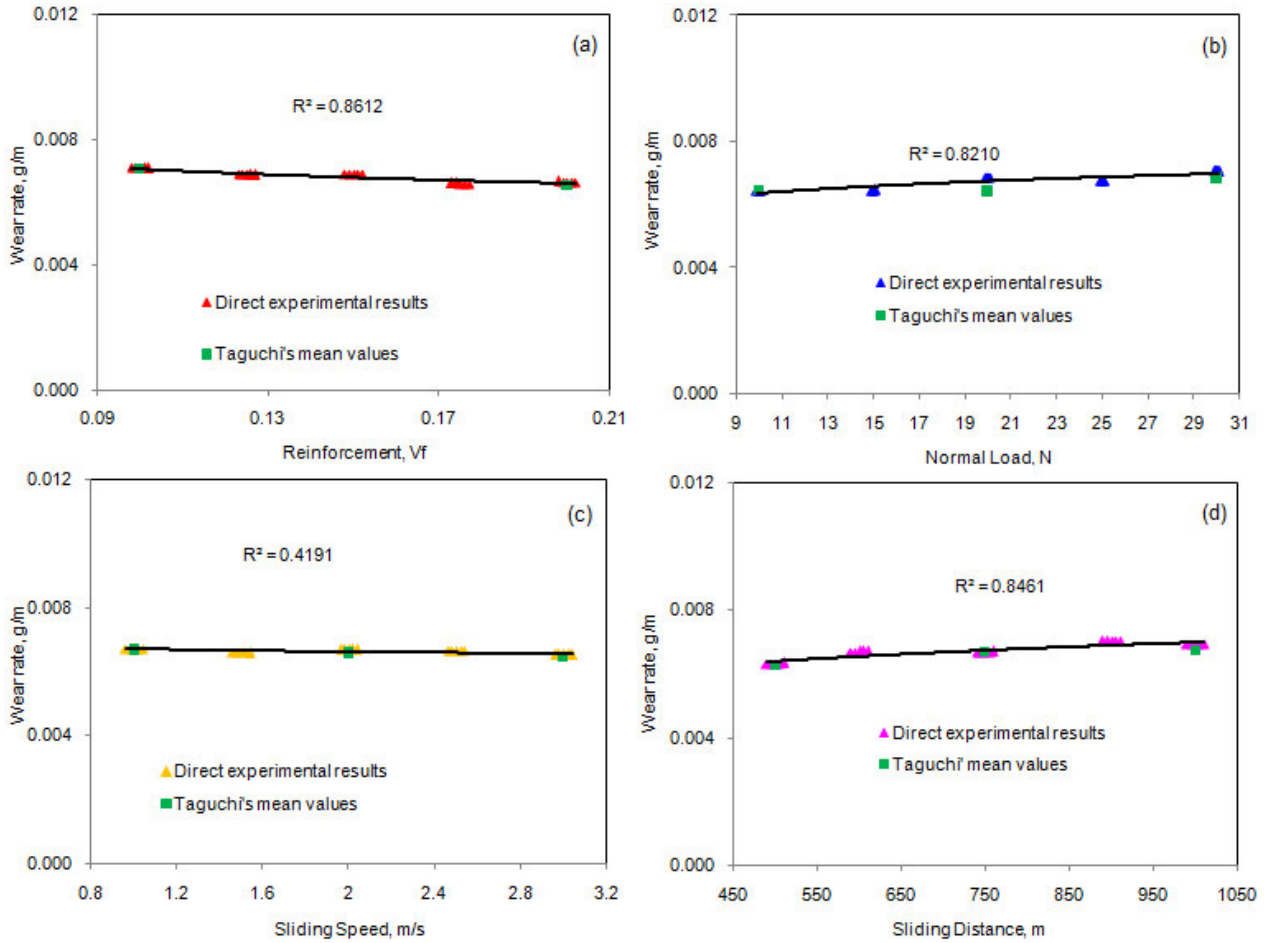 0.012
(a)
R² = 0.8612
0.008
Wear rate, g/m
0.004
Direct experimental results
Taguchi's mean values
0.000
0.09 0.13 0.17 0.21
Reinforcement, Vf
0.012
(b)
R² = 0.8210
0.008
Wear rate, g/m
0.004
Direct experimental results
Taguchi's mean values
0.000
9 11 13 15 17 19 21 23 25 27 29 31
Normal Load, N
0.012
(c)
R² = 0.4191
0.008
Wear rate, g/m
0.004
Direct experimental results
Taguchi's mean values
0.000
0.8 1.2 1.6 2 2.4 2.8 3.2
Sliding Speed, m/s
0.012
(d)
R² = 0.8461
0.008
Wear rate, g/m
0.004
Direct experimental results
Taguchi' mean values
0.000
450 550 650 750 850 950 1050
Sliding Distance, m